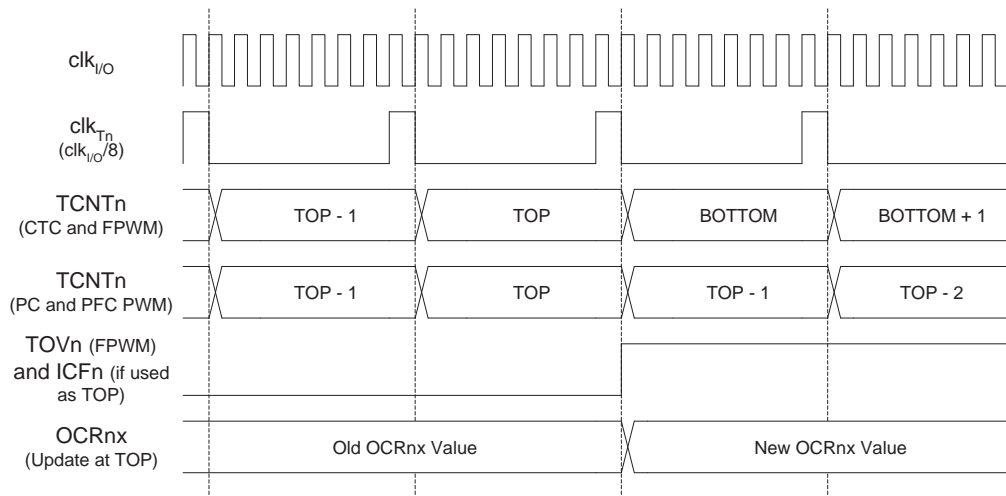 clkI/O
clkTn
(clkI/O/8)
TCNTn
(CTC and FPWM)
TOP - 1
TOP
BOTTOM
BOTTOM + 1
TCNTn
(PC and PFC PWM)
TOP - 1
TOP
TOP - 1
TOP - 2
TOVn (FPWM)
and ICFn (if used
as TOP)
OCRnx
(Update at TOP)
Old OCRnx Value
New OCRnx Value